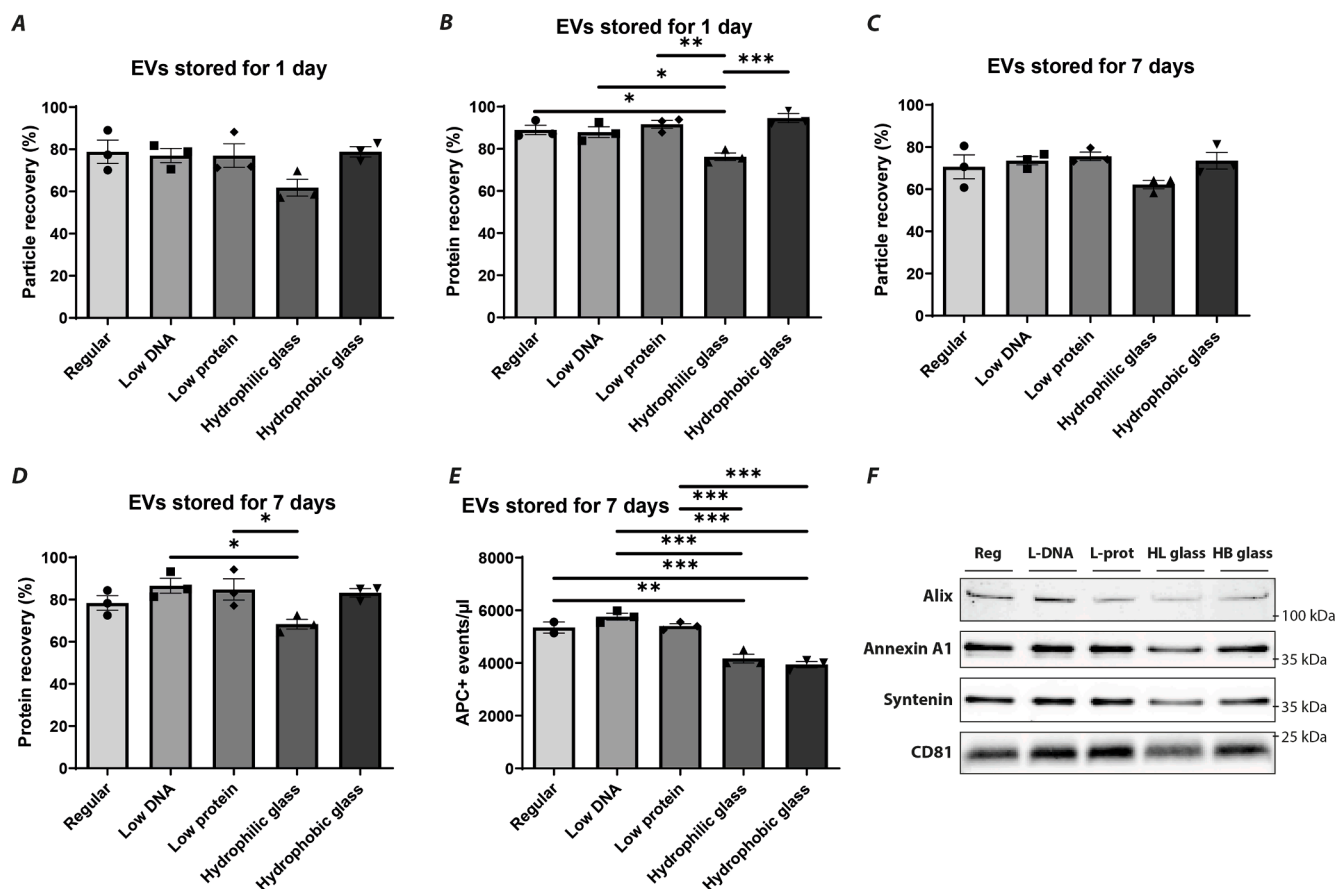 A
EVs stored for 1 day
Particle recovery (%)
100
80
60
40
20
0
Regular
Low DNA
Low protein
Hydrophilic glass
Hydrophobic glass
B
EVs stored for 1 day
**
***
*
*
Protein recovery (%)
100
80
60
40
20
0
Regular
Low DNA
Low protein
Hydrophilic glass
Hydrophobic glass
C
EVs stored for 7 days
Particle recovery (%)
100
80
60
40
20
0
Regular
Low DNA
Low protein
Hydrophilic glass
Hydrophobic glass
D
EVs stored for 7 days
*
*
Protein recovery (%)
100
80
60
40
20
0
Regular
Low DNA
Low protein
Hydrophilic glass
Hydrophobic glass
E
***
***
EVs stored for 7 days
***
***
***
**
APC+ events/µl
8000
6000
4000
2000
0
Regular
Low DNA
Low protein
Hydrophilic glass
Hydrophobic glass
F
Reg L-DNA L-prot HL glass HB glass
Alix
100 kDa
Annexin A1
35 kDa
Syntenin
35 kDa
25 kDa
CD81